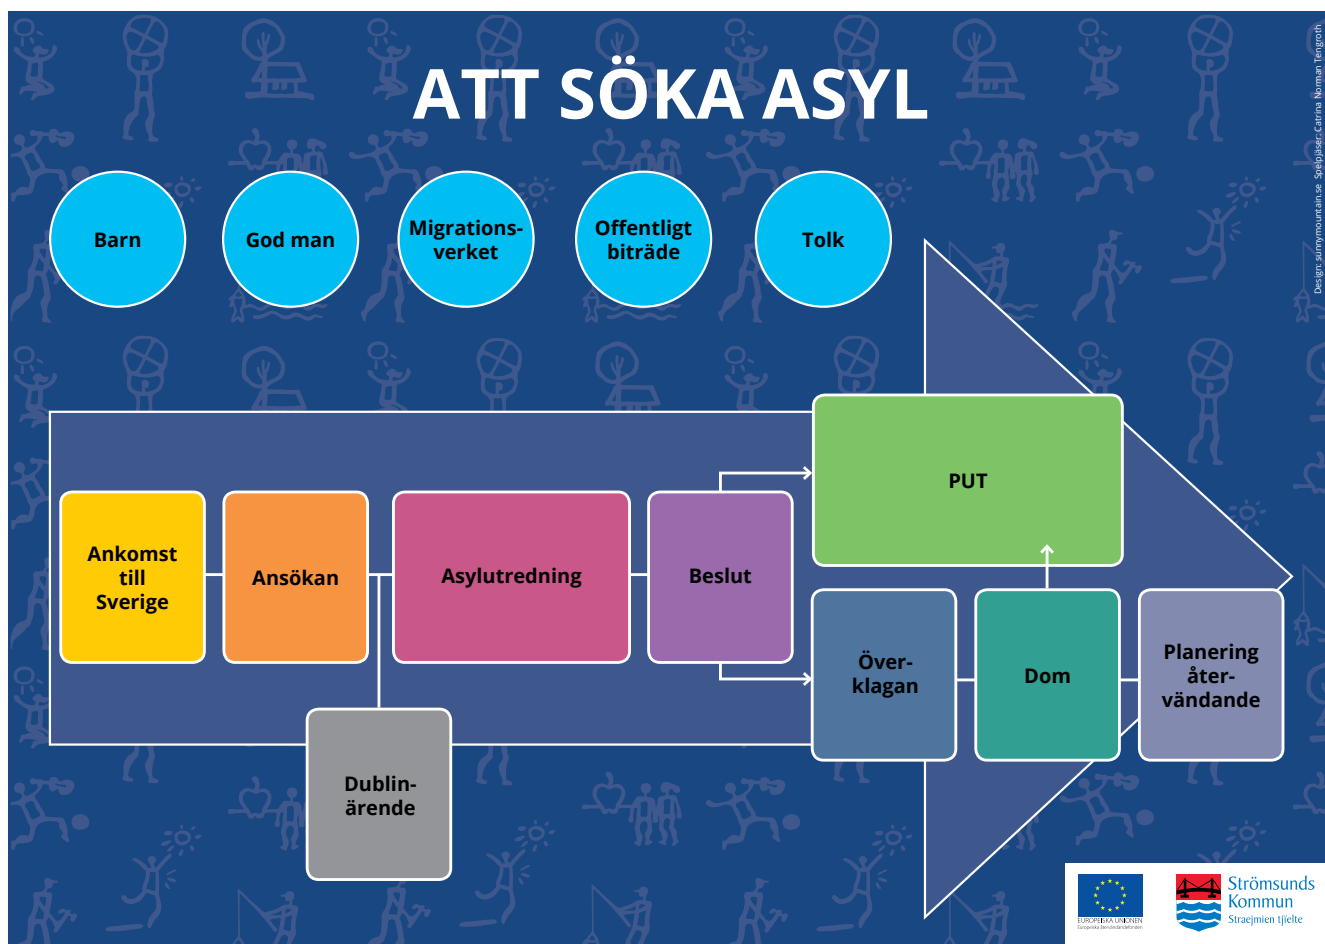 ATT SÖKA ASYL
Design: sunnymountain.se Spelpjäser: Catrina Norman Tengroth
Barn
God man
Migrations-
verket
Offentligt
biträde
Tolk
PUT
Ankomst
till
Sverige
Ansökan
Asylutredning
Beslut
Över-
klagan
Dom
Planering
åter-
vändande
Dublin-
ärende
EUROPEISKA UNIONEN
Europeiska återvändandefonden
Strömsunds
Kommun
Straejmien tjïelte